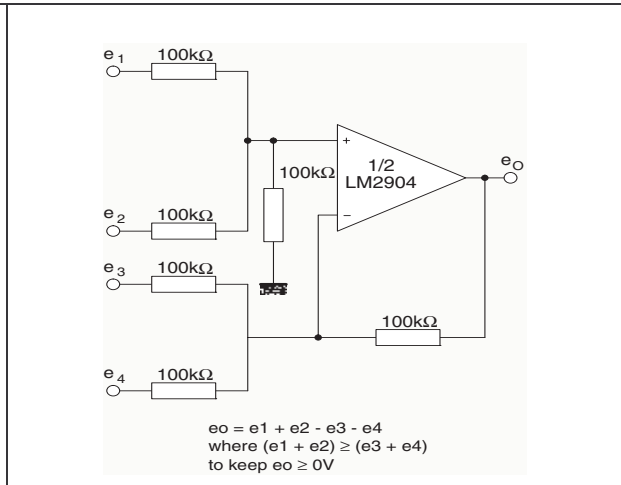 e1
100kΩ
+
1/2
LM2904
eO
100kΩ
e2
100kΩ
−
e3
100kΩ
100kΩ
e4
100kΩ
eo = e1 + e2 - e3 - e4
where (e1 + e2) ≥ (e3 + e4)
to keep eo ≥ 0V